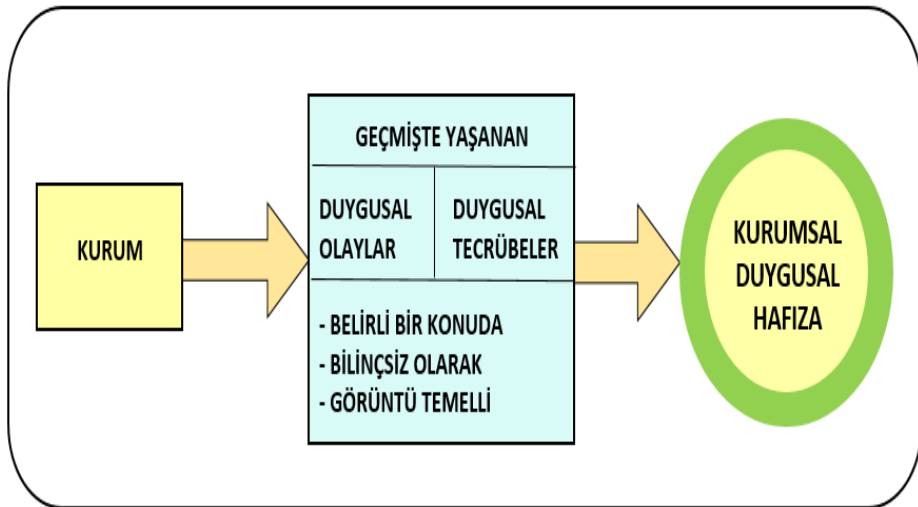 KURUM
GEÇMİŞTE YAŞANAN
DUYGUSAL
OLAYLAR
DUYGUSAL
TECRÜBELER
- BELİRLİ BİR KONUDA
- BİLİNÇSİZ OLARAK
- GÖRÜNTÜ TEMELLİ
KURUMSAL
DUYGUSAL
HAFIZA